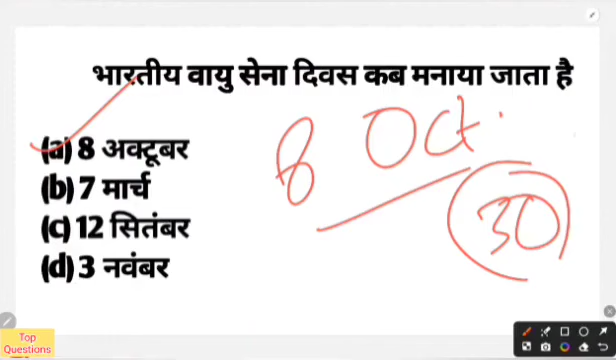 भारतीय वायु सेना दिवस कब मनाया जाता है
(a) 8 अक्टूबर
(b) 7 मार्च
(c) 12 सितंबर
(d) 3 नवंबर
8 Oct.
30
Top
Questions